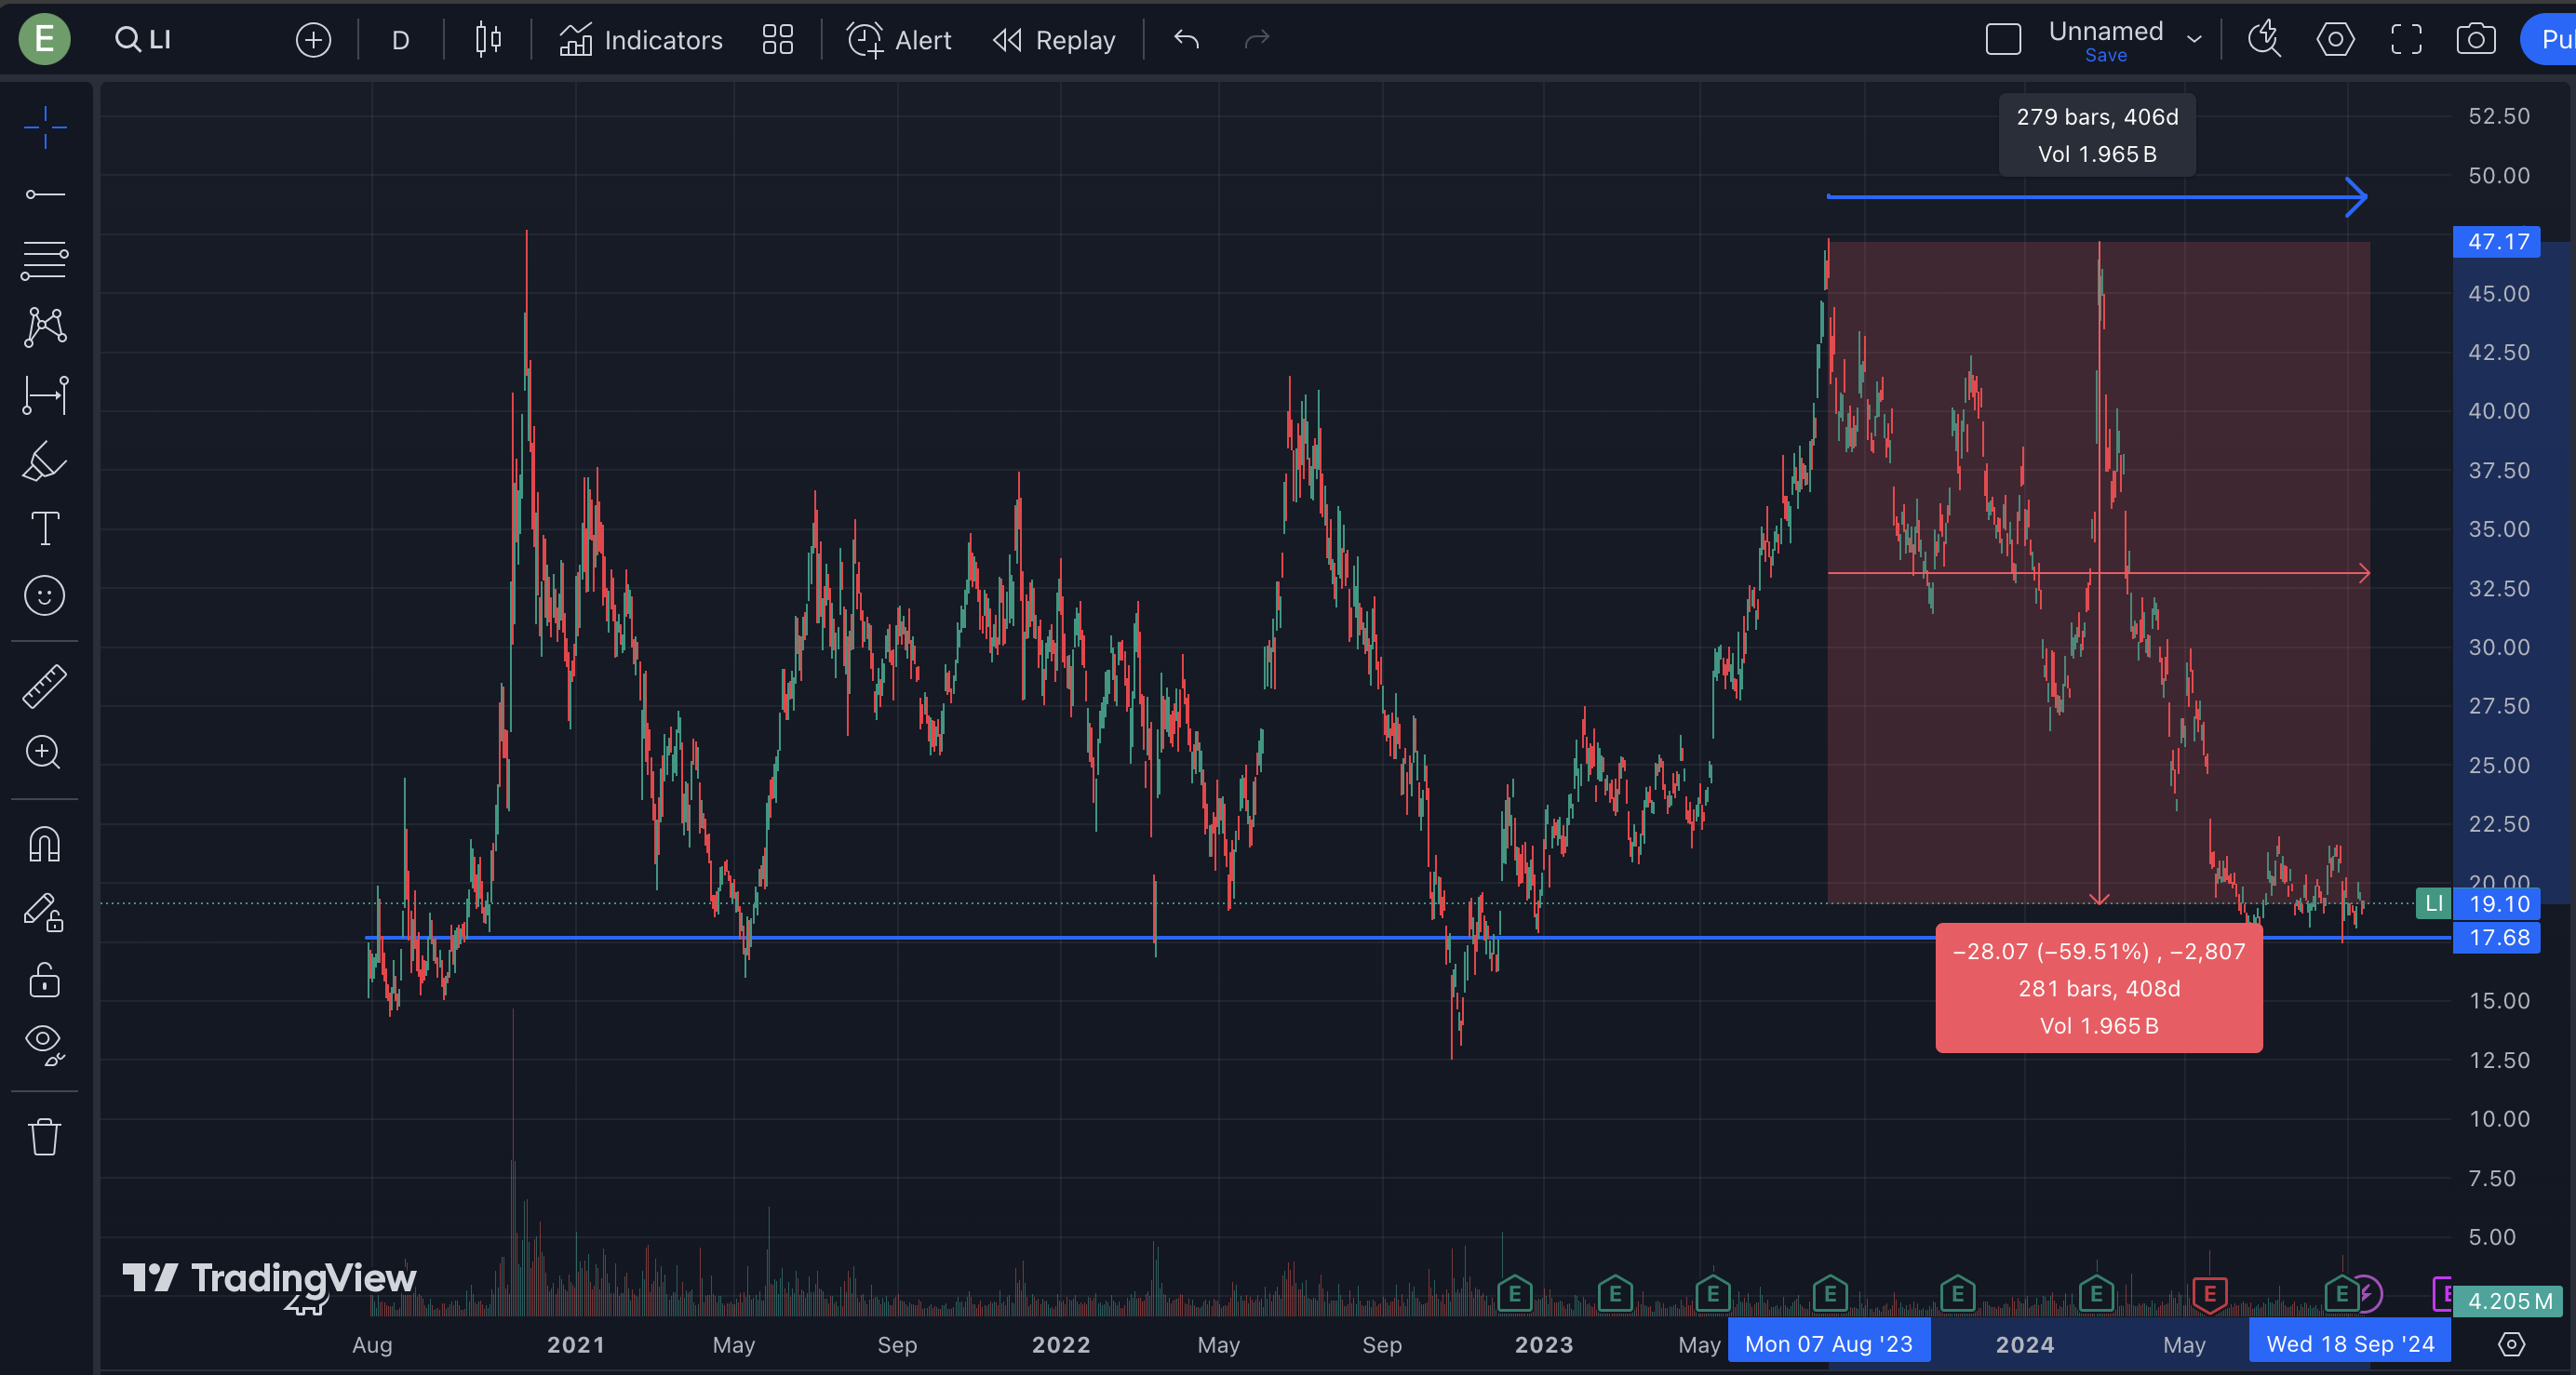 E
LI
D
Indicators
Alert
Replay
Unnamed
Save
279 bars, 406d
Vol 1.965 B
52.50
50.00
47.17
45.00
42.50
40.00
37.50
35.00
32.50
30.00
27.50
25.00
22.50
20.00
LI
19.10
17.68
−28.07 (−59.51%) , −2,807
281 bars, 408d
Vol 1.965 B
15.00
12.50
10.00
7.50
5.00
TradingView
E
E
E
E
E
E
E
E
4.205 M
Aug
2021
May
Sep
2022
May
Sep
2023
May
Mon 07 Aug '23
2024
May
Wed 18 Sep '24